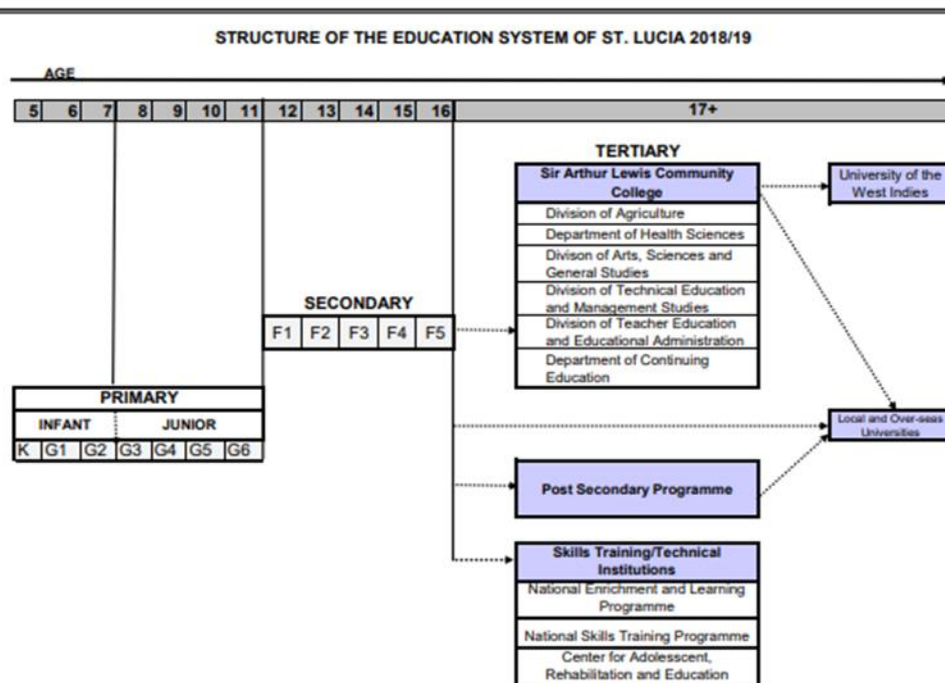 STRUCTURE OF THE EDUCATION SYSTEM OF ST. LUCIA 2018/19
AGE
5 6 7 8 9 10 11 12 13 14 15 16 17+
TERTIARY
Sir Arthur Lewis Community
College
Division of Agriculture
Department of Health Sciences
Divison of Arts, Sciences and
General Studies
Division of Technical Education
and Management Studies
Division of Teacher Education
and Educational Administration
Department of Continuing
Education
University of the
West Indies
SECONDARY
F1 F2 F3 F4 F5
PRIMARY
INFANT JUNIOR
K G1 G2 G3 G4 G5 G6
Local and Over-seas
Universities
Post Secondary Programme
Skills Training/Technical
Institutions
National Enrichment and Learning
Programme
National Skills Training Programme
Center for Adolesscent,
Rehabilitation and Education